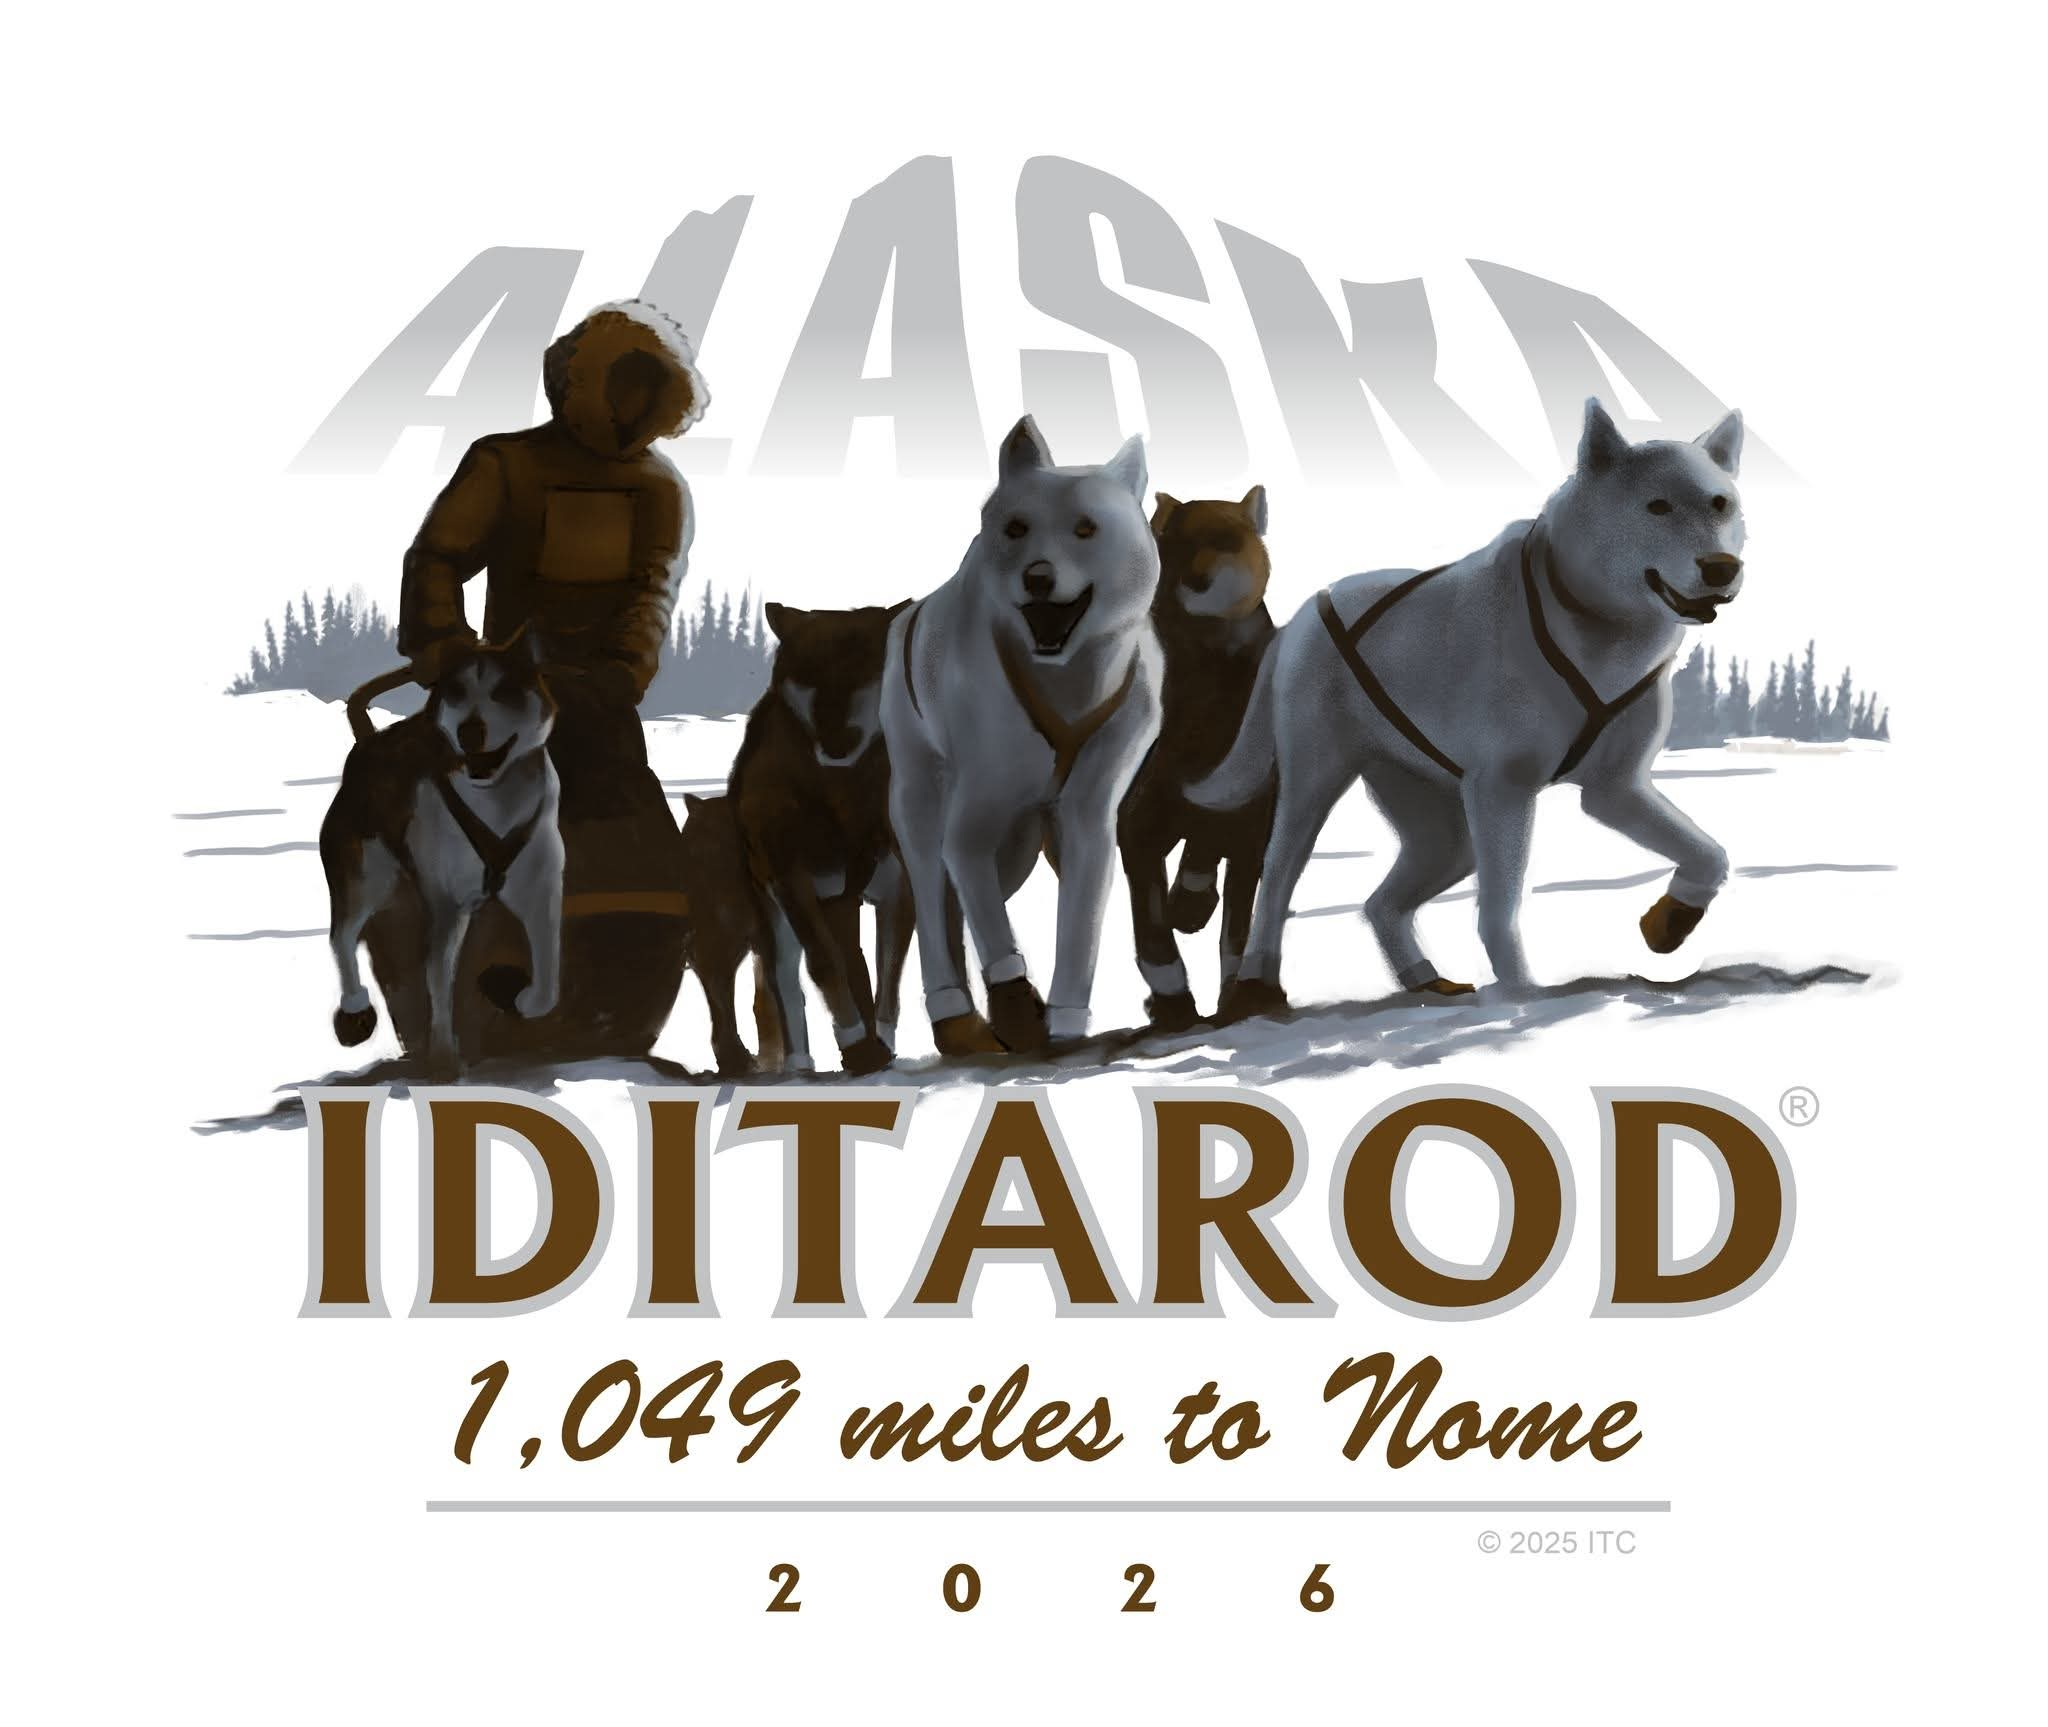 ALASKA
IDITAROD®
1,049 miles to Nome
© 2025 ITC
2026